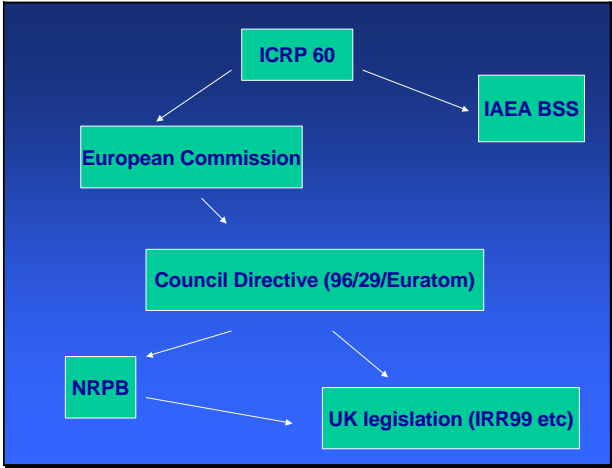 ICRP 60
IAEA BSS
European Commission
Council Directive (96/29/Euratom)
NRPB
UK legislation (IRR99 etc)